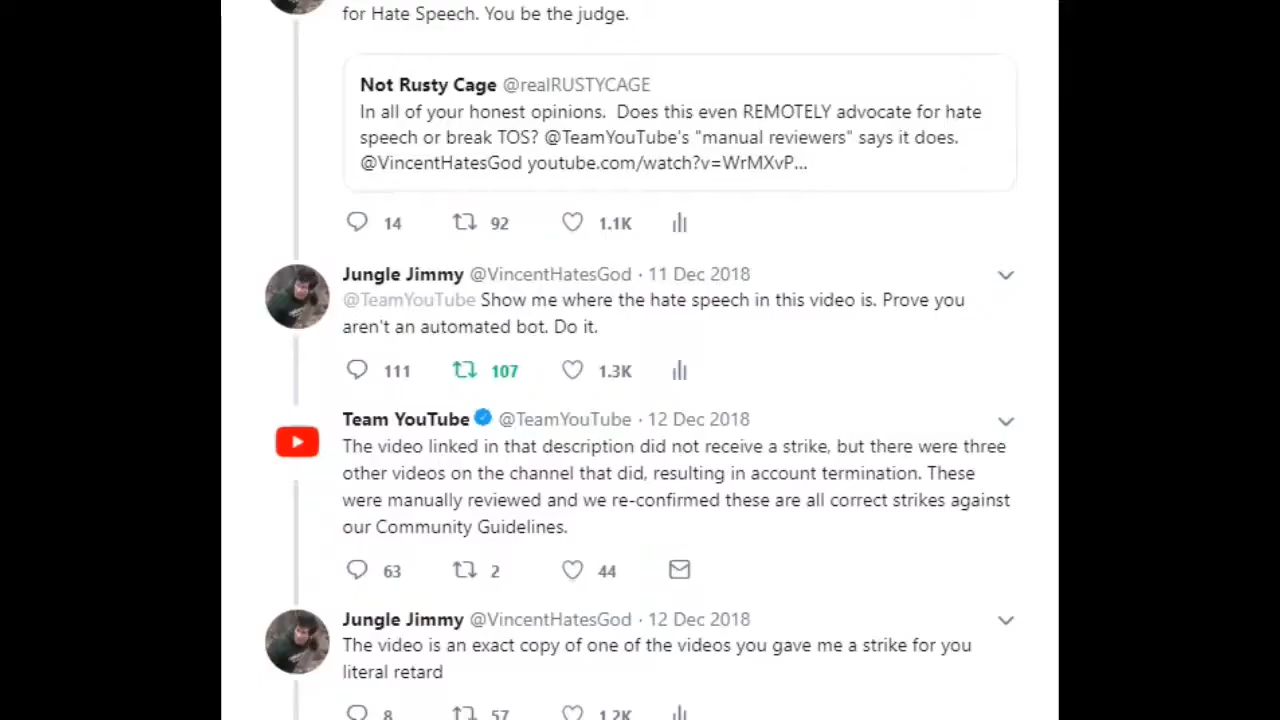 for Hate Speech. You be the judge.
Not Rusty Cage @realRUSTYCAGE
In all of your honest opinions.  Does this even REMOTELY advocate for hate
speech or break TOS? @TeamYouTube's "manual reviewers" says it does.
@VincentHatesGod youtube.com/watch?v=WrMXvP...
14 92 1.1K
Jungle Jimmy @VincentHatesGod · 11 Dec 2018
@TeamYouTube Show me where the hate speech in this video is. Prove you
aren't an automated bot. Do it.
111 107 1.3K
Team YouTube @TeamYouTube · 12 Dec 2018
The video linked in that description did not receive a strike, but there were three
other videos on the channel that did, resulting in account termination. These
were manually reviewed and we re-confirmed these are all correct strikes against
our Community Guidelines.
63 2 44
Jungle Jimmy @VincentHatesGod · 12 Dec 2018
The video is an exact copy of one of the videos you gave me a strike for you
literal retard
8 57 1.2K